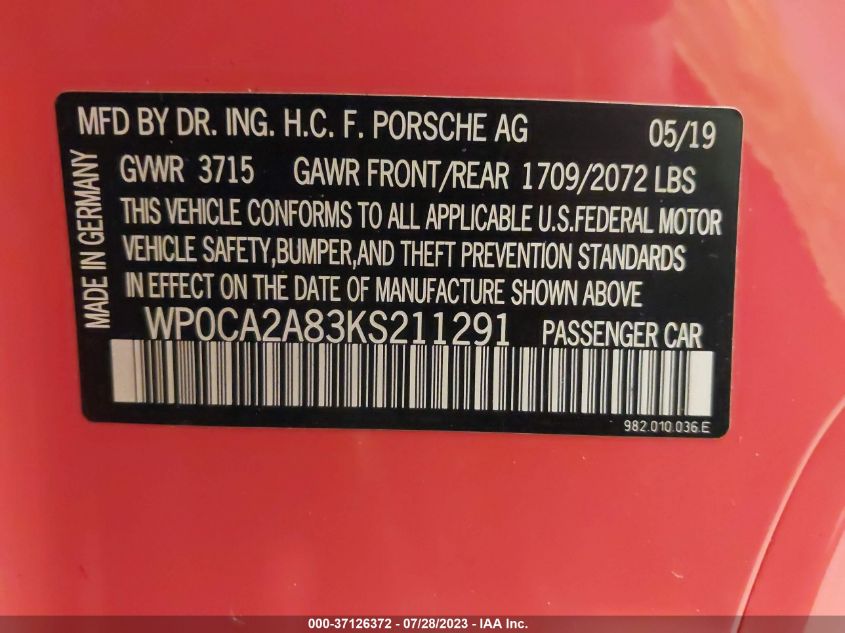 MFD BY DR. ING. H.C. F. PORSCHE AG 05/19
GVWR 3715 GAWR FRONT/REAR 1709/2072 LBS
THIS VEHICLE CONFORMS TO ALL APPLICABLE U.S.FEDERAL MOTOR
VEHICLE SAFETY,BUMPER,AND THEFT PREVENTION STANDARDS
IN EFFECT ON THE DATE OF MANUFACTURE SHOWN ABOVE
WP0CA2A83KS211291 PASSENGER CAR
982.010.036.E
MADE IN GERMANY
000-37126372 / 07/28/2023 - IAA Inc.